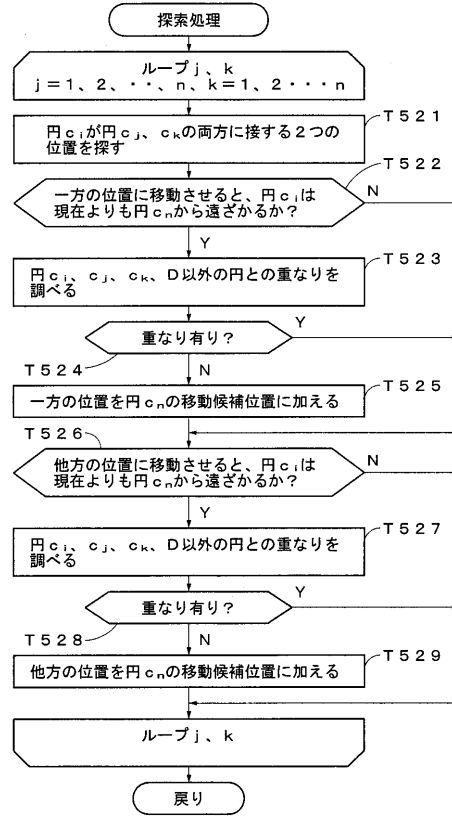 探索処理
ループｊ、ｋ
ｊ＝１、２、・・、ｎ、ｋ＝１、２・・・ｎ
Ｔ５２１
円ｃｉが円ｃｊ、ｃｋの両方に接する２つの
位置を探す
Ｔ５２２
一方の位置に移動させると、円ｃｉは
現在よりも円ｃｎから遠ざかるか？
Ｎ
Ｙ
Ｔ５２３
円ｃｉ、ｃｊ、ｃｋ、Ｄ以外の円との重なりを
調べる
重なり有り？
Ｙ
Ｔ５２４
Ｎ
Ｔ５２５
一方の位置を円ｃｎの移動候補位置に加える
Ｔ５２６
他方の位置に移動させると、円ｃｉは
現在よりも円ｃｎから遠ざかるか？
Ｎ
Ｙ
Ｔ５２７
円ｃｉ、ｃｊ、ｃｋ、Ｄ以外の円との重なりを
調べる
重なり有り？
Ｙ
Ｔ５２８
Ｎ
Ｔ５２９
他方の位置を円ｃｎの移動候補位置に加える
ループｊ、ｋ
戻り